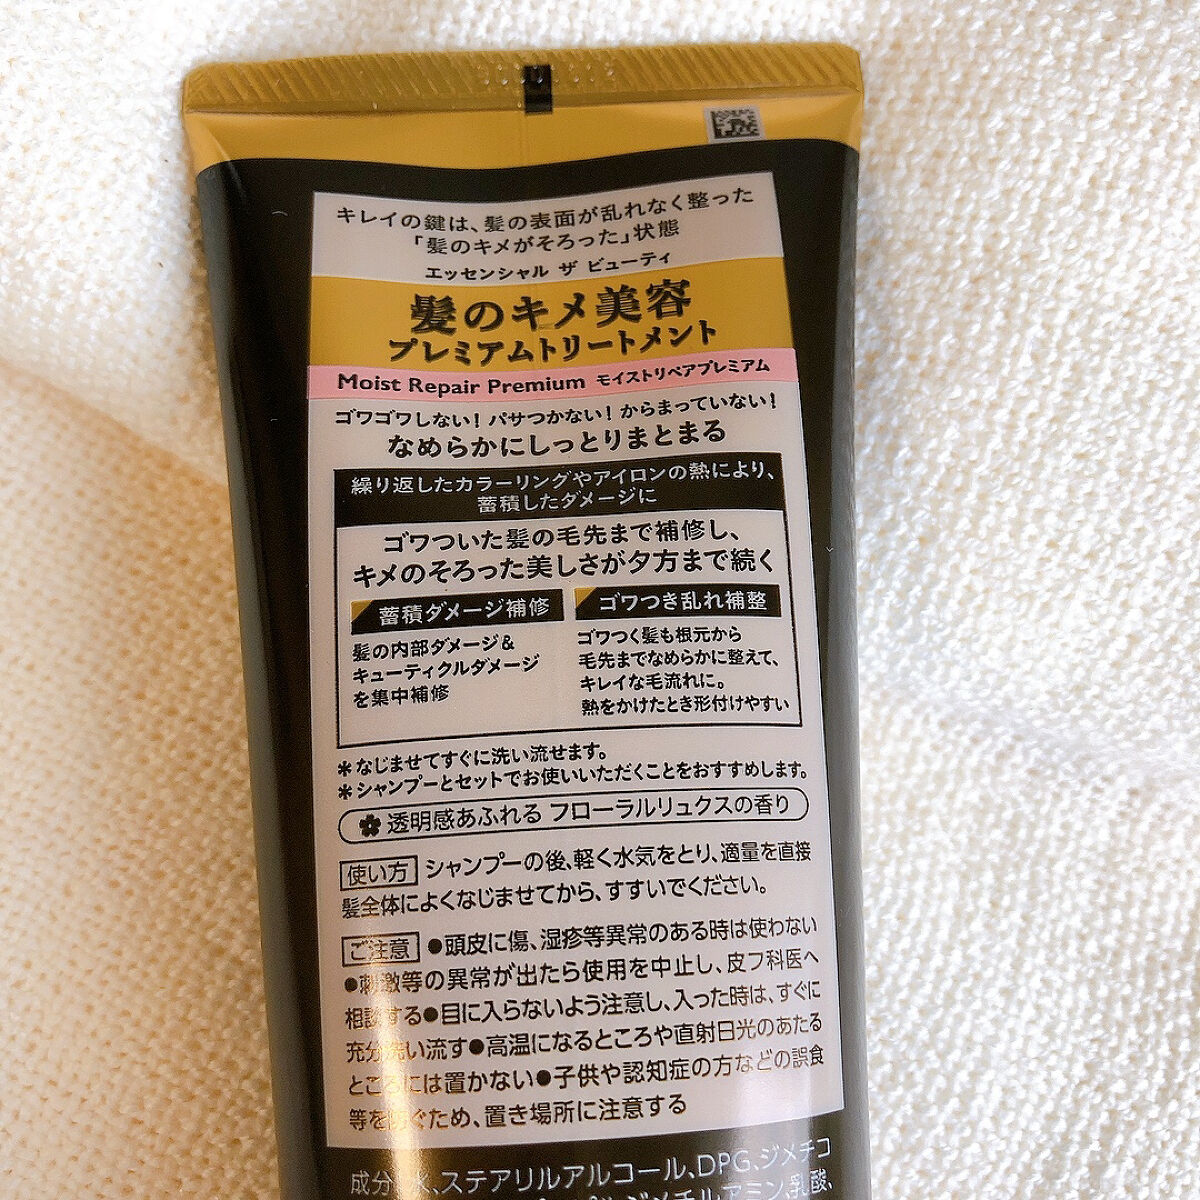 キレイの鍵は、髪の表面が乱れなく整った
「髪のキメがそろった」状態
エッセンシャル ザ ビューティ
髪のキメ美容
プレミアムトリートメント
Moist Repair Premium モイストリペアプレミアム
ゴワゴワしない！パサつかない！からまっていない！
なめらかにしっとりまとまる
繰り返したカラーリングやアイロンの熱により、
蓄積したダメージに
ゴワついた髪の毛先まで補修し、
キメのそろった美しさが夕方まで続く
蓄積ダメージ補修
髪の内部ダメージ&
キューティクルダメージ
を集中補修
ゴワつき乱れ補整
ゴワつく髪も根元から
毛先までなめらかに整えて、
キレイな毛流れに。
熱をかけたとき形付けやすい
＊なじませてすぐに洗い流せます。
＊シャンプーとセットでお使いいただくことをおすすめします。
透明感あふれる フローラルリュクスの香り
使い方 シャンプーの後、軽く水気をとり、適量を直接
髪全体によくなじませてから、すすいでください。
ご注意 ●頭皮に傷、湿疹等異常のある時は使わない
●刺激等の異常が出たら使用を中止し、皮フ科医へ
相談する●目に入らないよう注意し、入った時は、すぐに
充分洗い流す●高温になるところや直射日光のあたる
ところには置かない●子供や認知症の方などの誤食
等を防ぐため、置き場所に注意する
成分 水、ステアリルアルコール、DPG、ジメチコ
ジメチルアミン、乳酸、